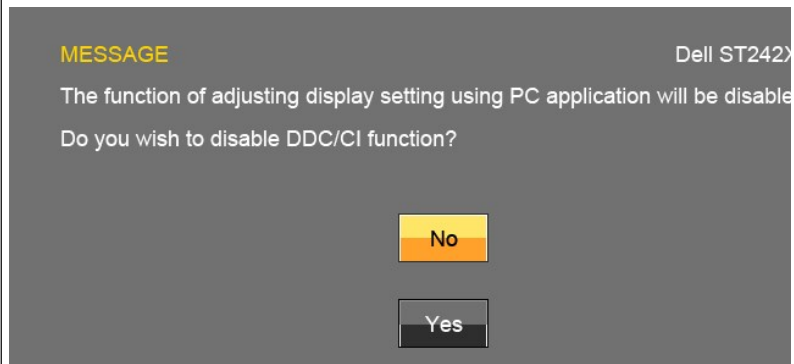 MESSAGE Dell ST242X
The function of adjusting display setting using PC application will be disable
Do you wish to disable DDC/CI function?
No
Yes